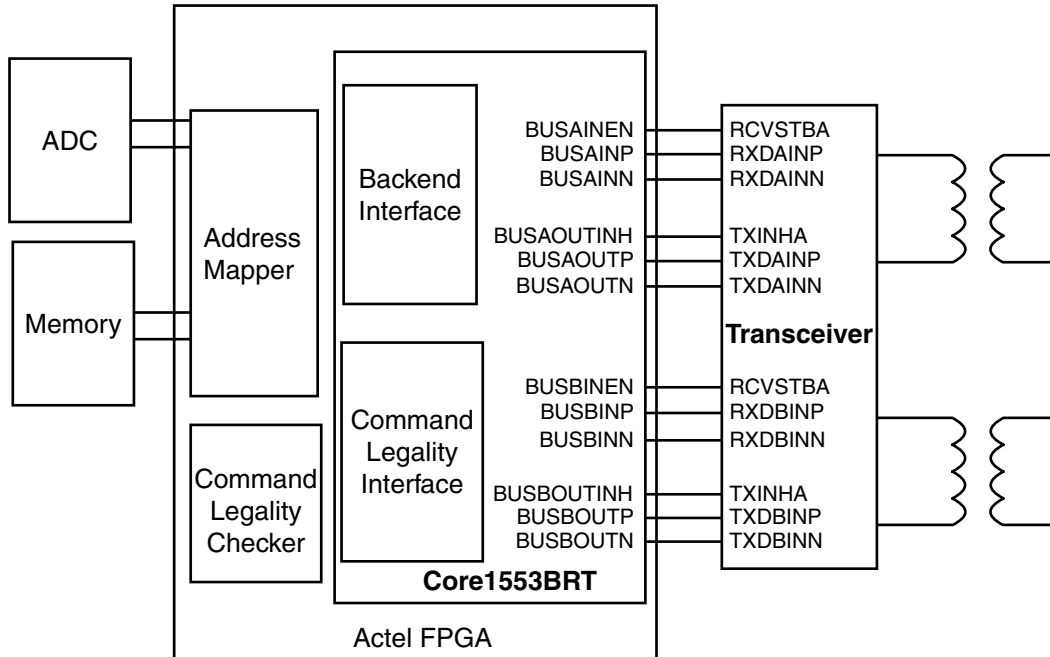 ADC
Memory
Address
Mapper
Command
Legality
Checker
Backend
Interface
Command
Legality
Interface
BUSAINEN
BUSAINP
BUSAINN
BUSAOUTINH
BUSAOUTP
BUSAOUTN
BUSBINEN
BUSBINP
BUSBINN
BUSBOUTINH
BUSBOUTP
BUSBOUTN
Core1553BRT
Actel FPGA
RCVSTBA
RXDAINP
RXDAINN
TXINHA
TXDAINP
TXDAINN
Transceiver
RCVSTBA
RXDBINP
RXDBINN
TXINHA
TXDBINP
TXDBINN